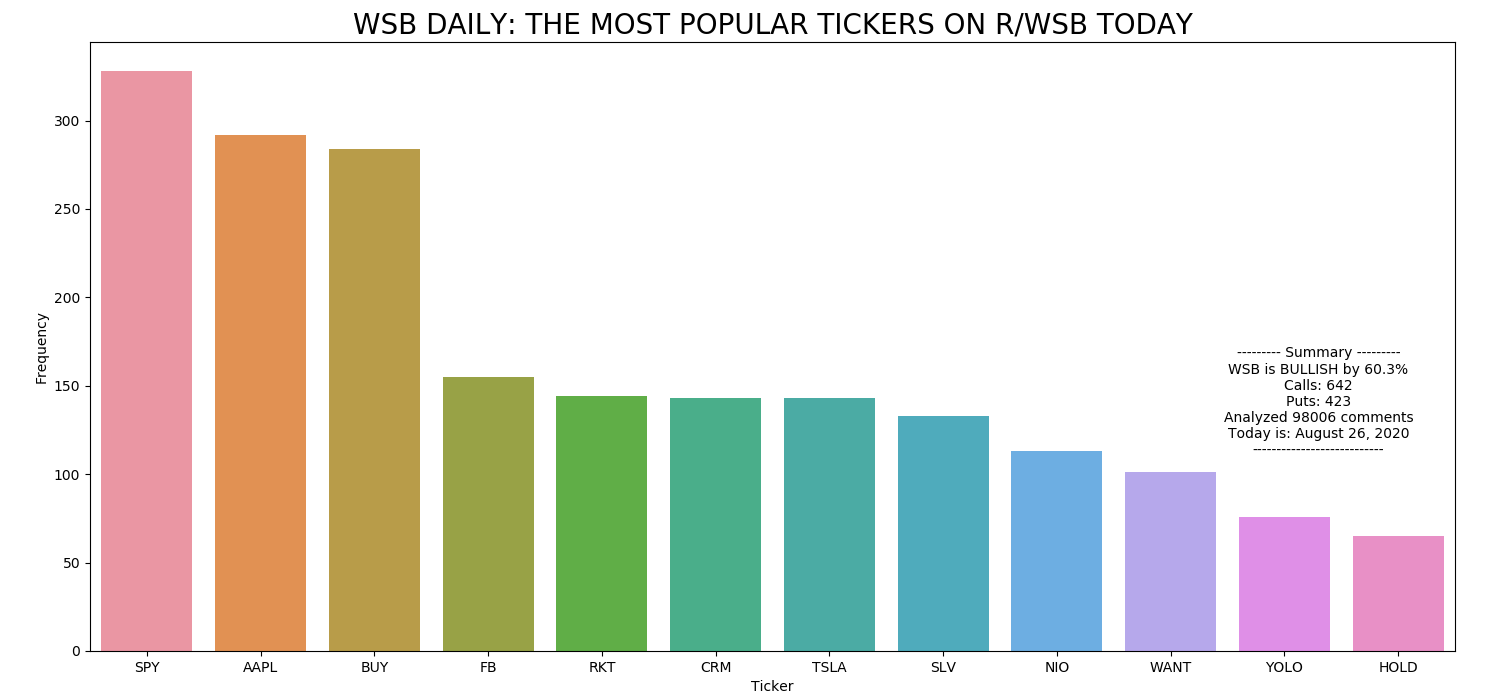 WSB DAILY: THE MOST POPULAR TICKERS ON R/WSB TODAY
Frequency
300
250
200
150
100
50
0
--------- Summary ---------
WSB is BULLISH by 60.3%
Calls: 642
Puts: 423
Analyzed 98006 comments
Today is: August 26, 2020
---------------------------
SPY AAPL BUY FB RKT CRM TSLA SLV NIO WANT YOLO HOLD
Ticker